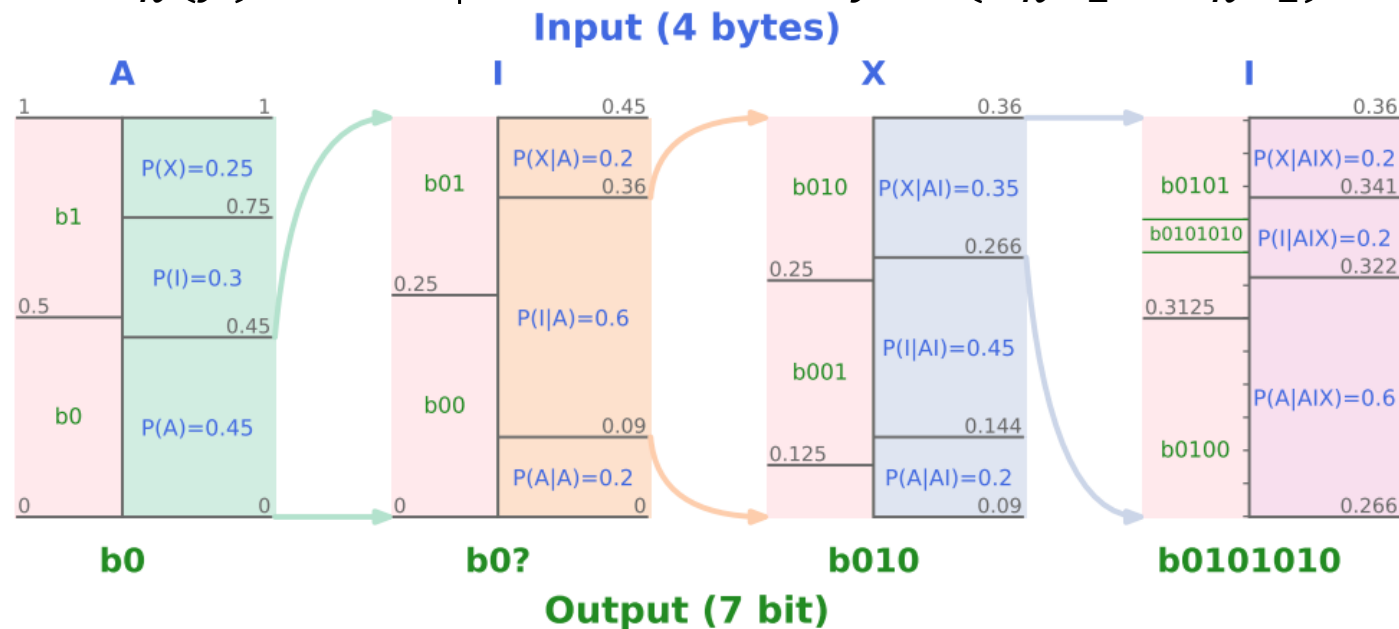 Input (4 bytes)
A I X I
1 1 0.45 0.36 0.36
P(X)=0.25 P(X|A)=0.2 P(X|AI)=0.35 P(X|AIX)=0.2
b1 b01 b010 b0101
0.75 0.36 0.341
P(I)=0.3 b0101010 P(I|AIX)=0.2
0.266 0.322
0.5 0.25 0.25 0.3125
0.45
P(I|A)=0.6 P(I|AI)=0.45
b001
b0 b00 P(A|AIX)=0.6
P(A)=0.45 0.09 0.144
0.125 b0100
P(A|A)=0.2 P(A|AI)=0.2
0 0 0 0 0.09 0.266
b0 b0? b010 b0101010
Output (7 bit)